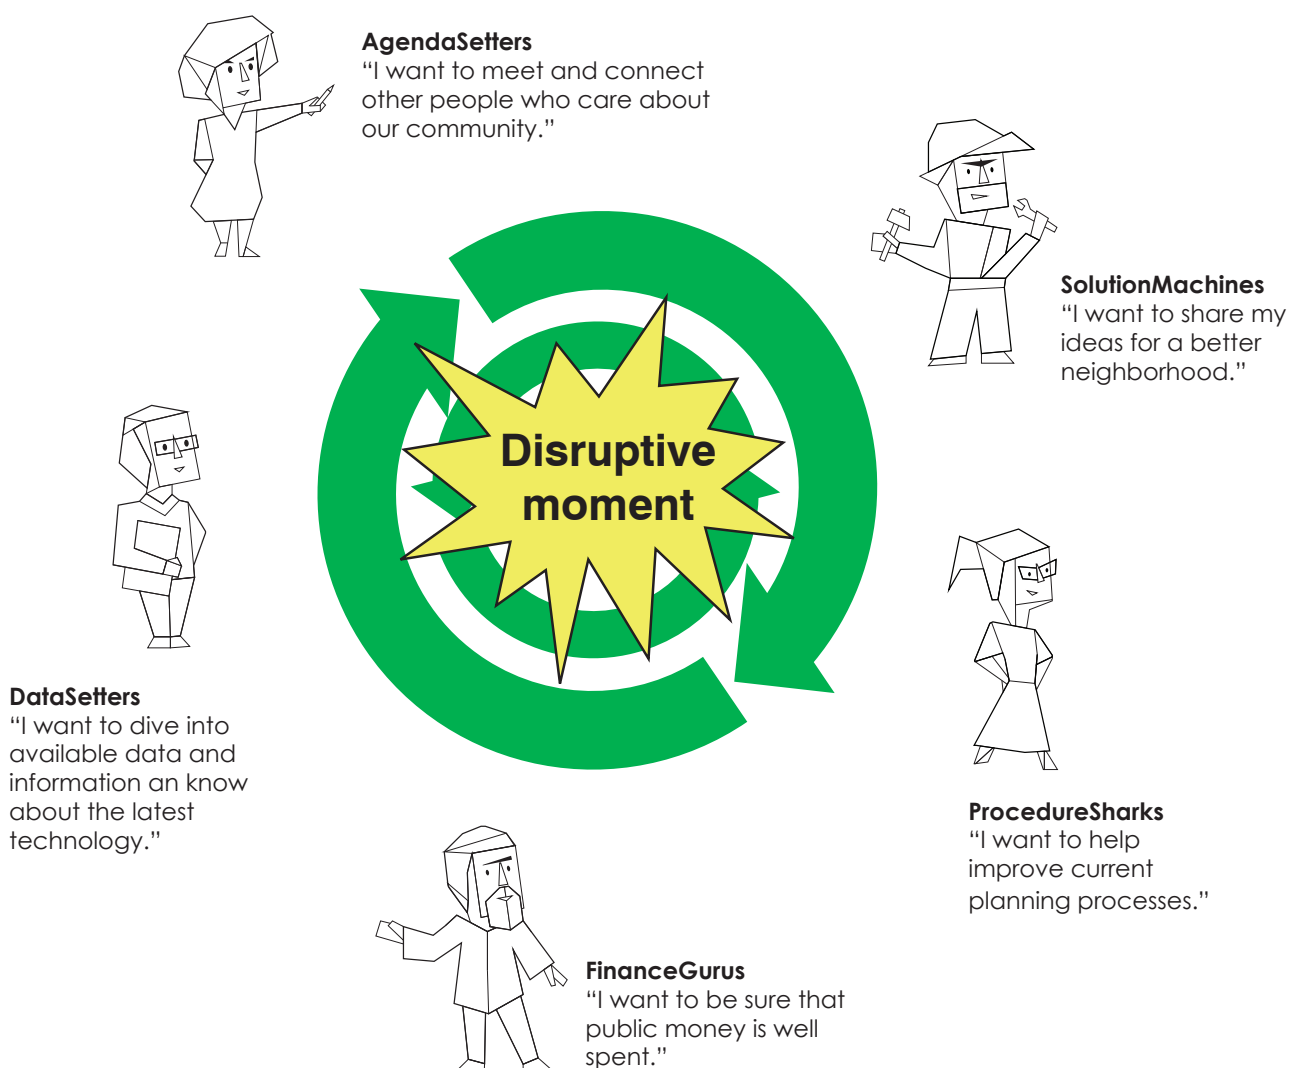 AgendaSetters
“I want to meet and connect
other people who care about
our community.”
SolutionMachines
“I want to share my
ideas for a better
neighborhood.”
Disruptive
moment
DataSetters
“I want to dive into
available data and
information an know
about the latest
technology.”
ProcedureSharks
“I want to help
improve current
planning processes.”
FinanceGurus
“I want to be sure that
public money is well
spent.”